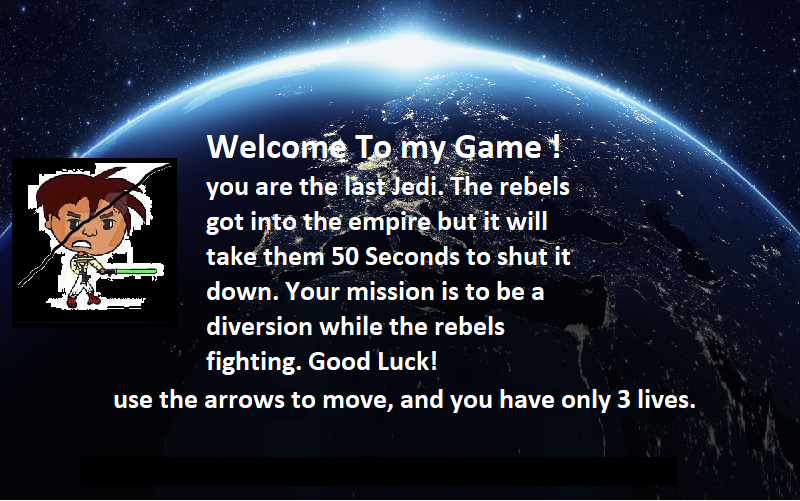 Welcome To my Game !
you are the last Jedi. The rebels
got into the empire but it will
take them 50 Seconds to shut it
down. Your mission is to be a
diversion while the rebels
fighting. Good Luck!
use the arrows to move, and you have only 3 lives.